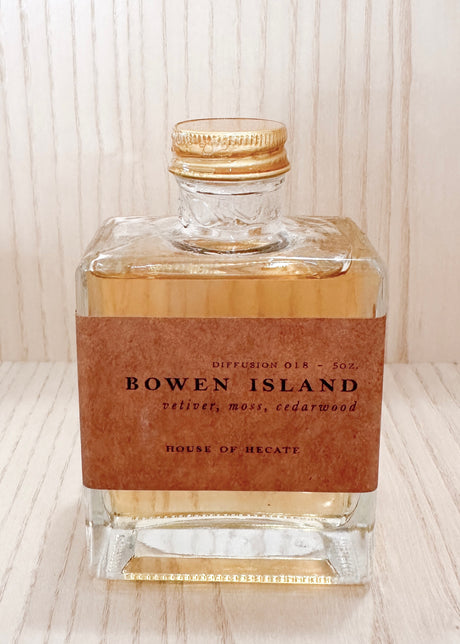 DIFFUSION 018 - 5OZ.
BOWEN ISLAND
vetiver, moss, cedarwood
HOUSE OF HECATE